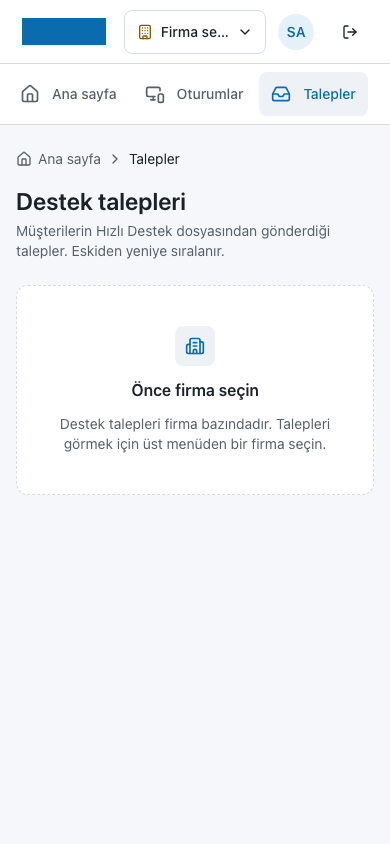 Firma se...
SA
Ana sayfa
Oturumlar
Talepler
Ana sayfa
Talepler
Destek talepleri
Müşterilerin Hızlı Destek dosyasından gönderdiği
talepler. Eskiden yeniye sıralanır.
Önce firma seçin
Destek talepleri firma bazındadır. Talepleri
görmek için üst menüden bir firma seçin.